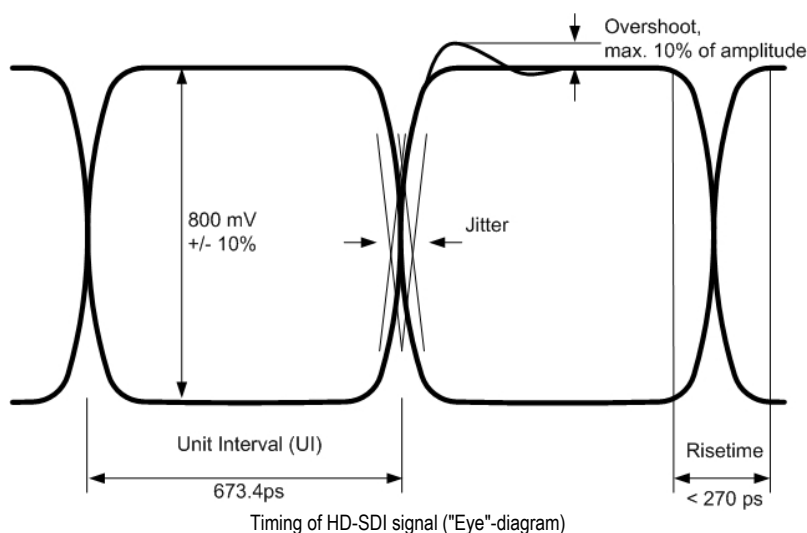 Overshoot,
max. 10% of amplitude
800 mV
+/- 10%
Jitter
Unit Interval (UI)
673.4ps
Risetime
< 270 ps
Timing of HD-SDI signal ("Eye"-diagram)